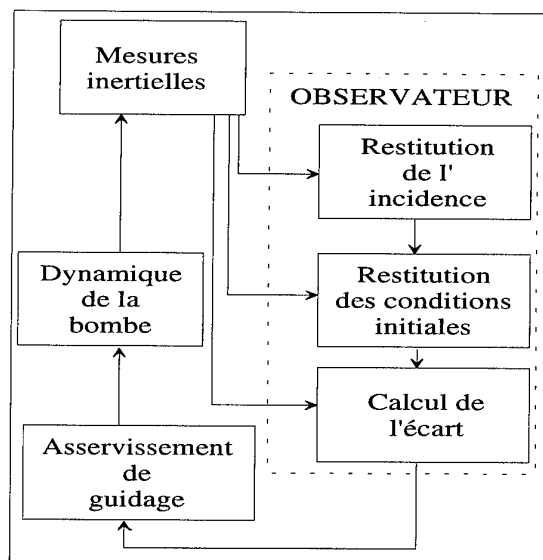 Mesures
inertielles
OBSERVATEUR
Restitution
de l'
incidence
Dynamique
de la
bombe
Restitution
des conditions
initiales
Calcul de
l'écart
Asservissement
de
guidage